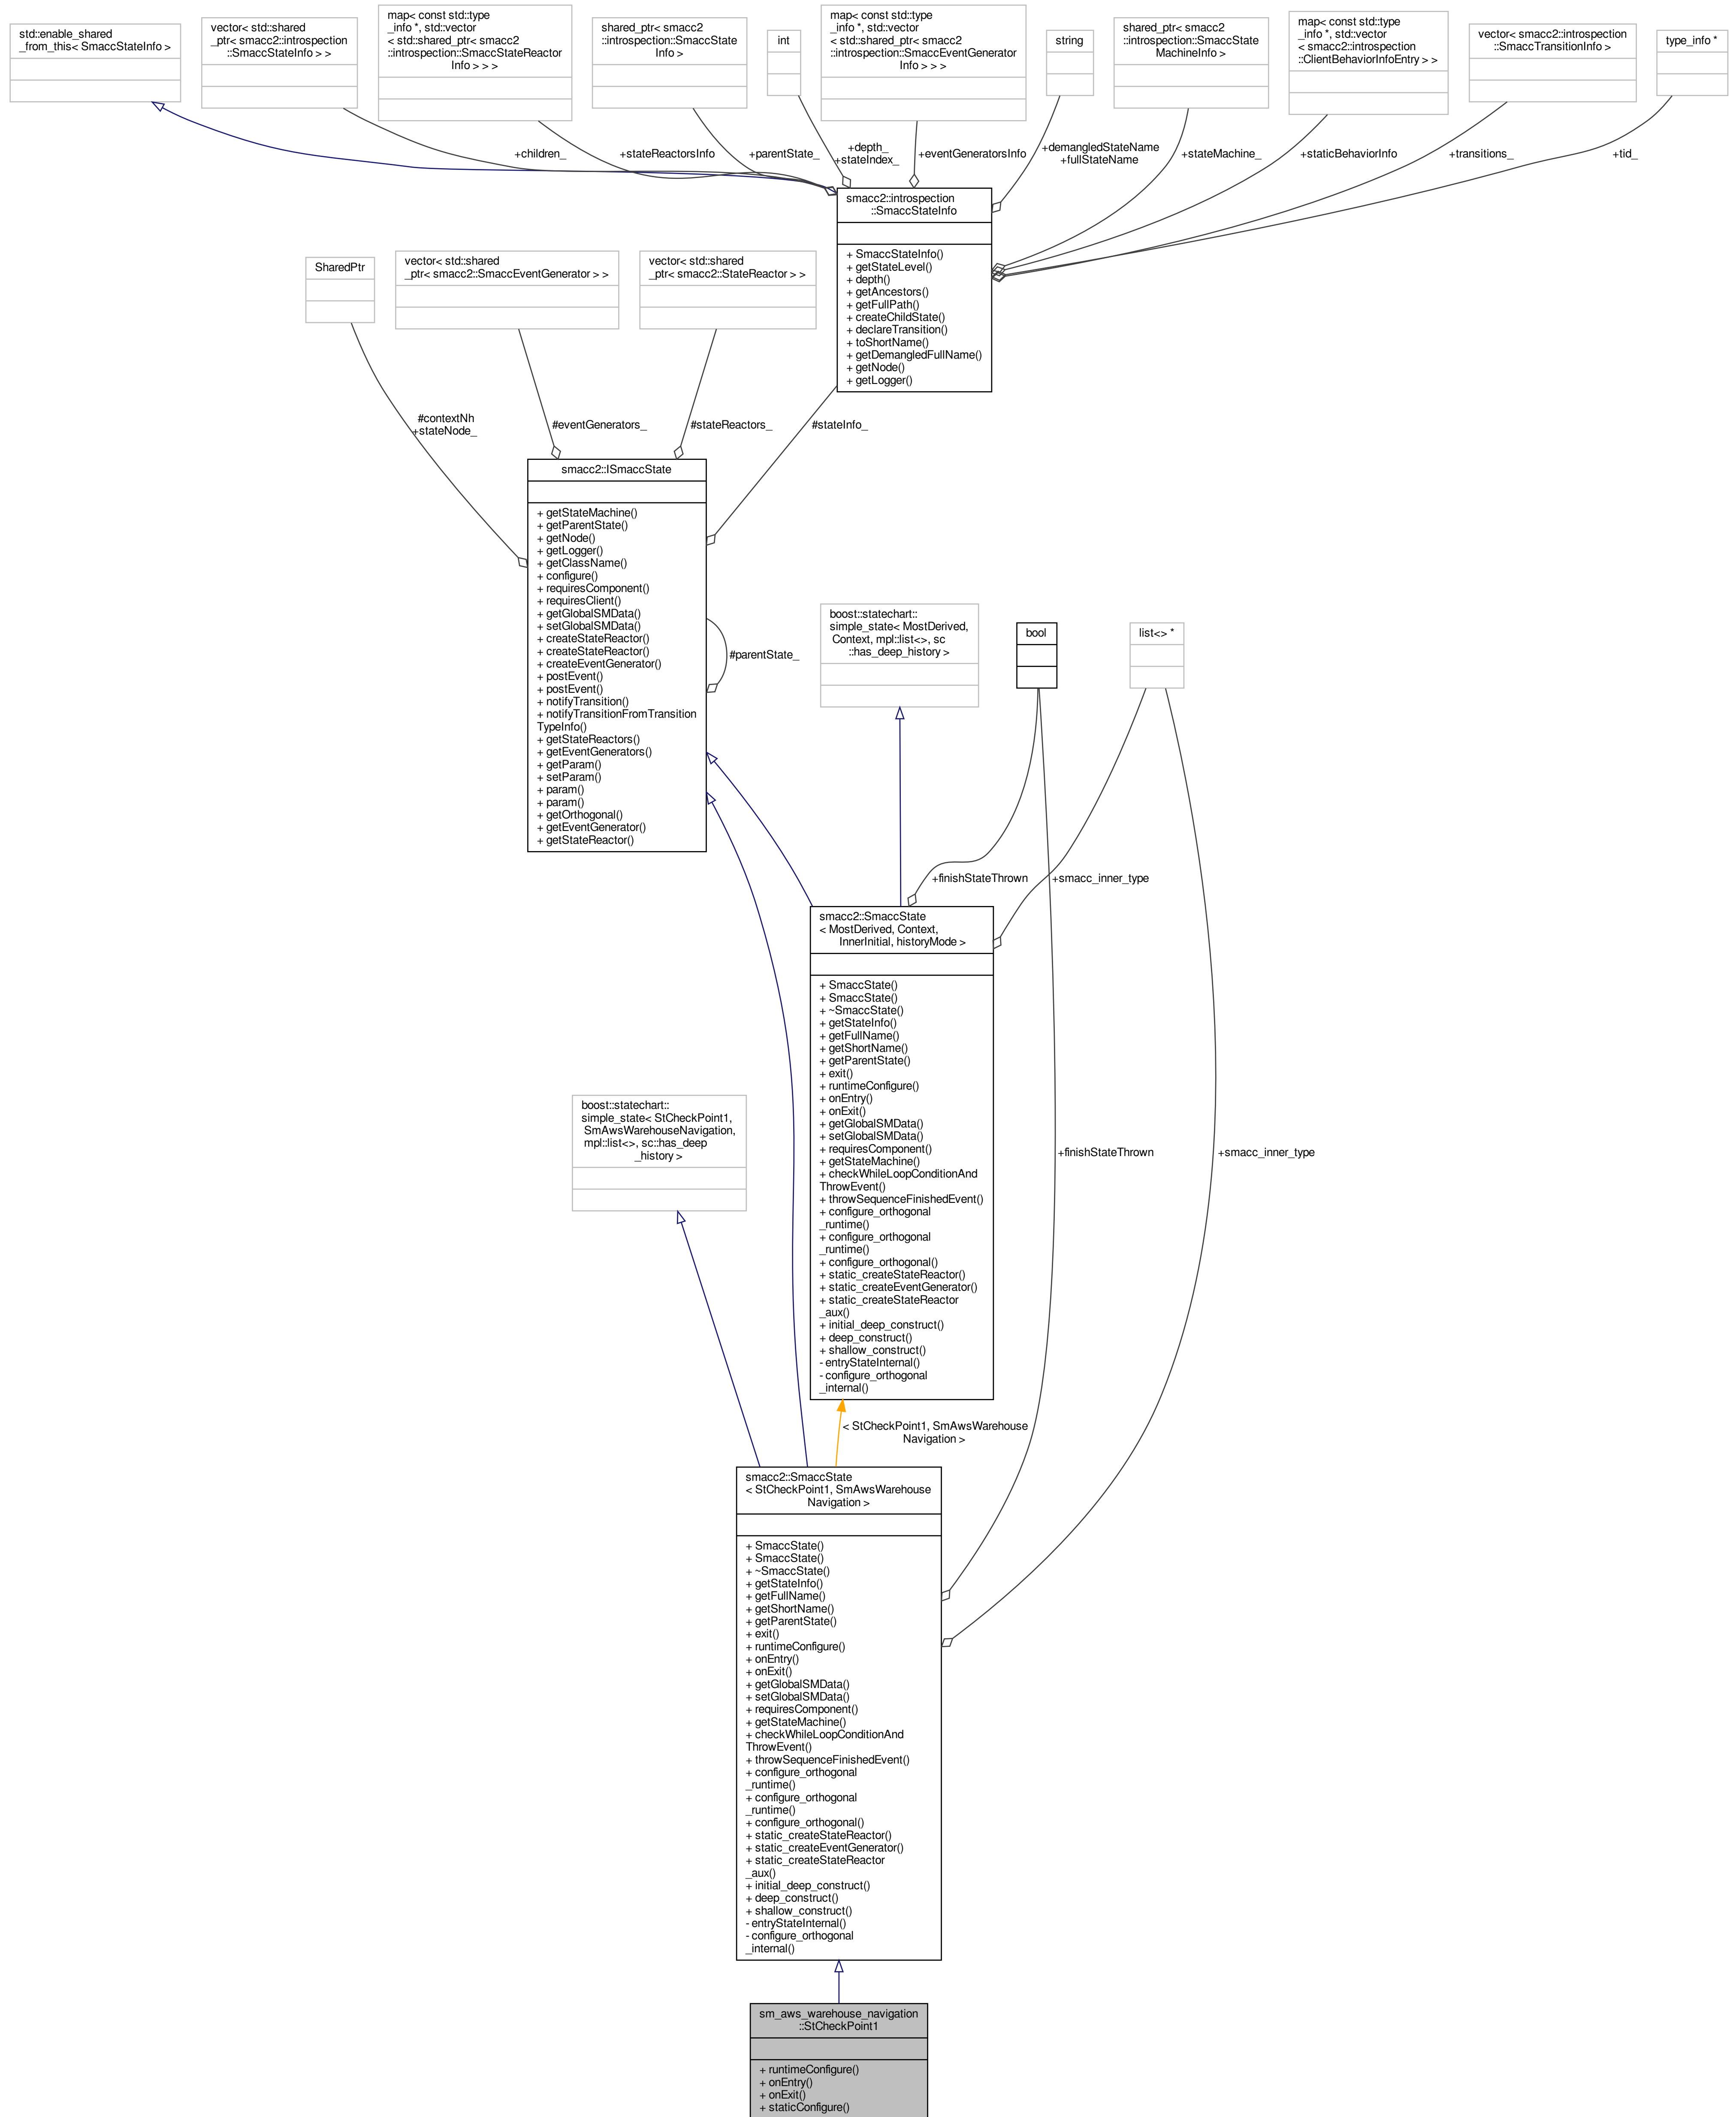 std::enable_shared
_from_this< SmaccStateInfo >
vector< std::shared
_ptr< smacc2::introspection
::SmaccStateInfo > >
map< const std::type
_info *, std::vector
< std::shared_ptr< smacc2
::introspection::SmaccStateReactor
Info > > >
shared_ptr< smacc2
::introspection::SmaccState
Info >
int
map< const std::type
_info *, std::vector
< std::shared_ptr< smacc2
::introspection::SmaccEventGenerator
Info > > >
string
shared_ptr< smacc2
::introspection::SmaccState
MachineInfo >
map< const std::type
_info *, std::vector
< smacc2::introspection
::ClientBehaviorInfoEntry > >
vector< smacc2::introspection
::SmaccTransitionInfo >
type_info *
+children_
+stateReactorsInfo
+parentState_
+depth_
+stateIndex_
+eventGeneratorsInfo
+demangledStateName
+fullStateName
+stateMachine_
+staticBehaviorInfo
+transitions_
+tid_
smacc2::introspection
::SmaccStateInfo
+ SmaccStateInfo()
+ getStateLevel()
+ depth()
+ getAncestors()
+ getFullPath()
+ createChildState()
+ declareTransition()
+ toShortName()
+ getDemangledFullName()
+ getNode()
+ getLogger()
SharedPtr
vector< std::shared
_ptr< smacc2::SmaccEventGenerator > >
vector< std::shared
_ptr< smacc2::StateReactor > >
#contextNh
+stateNode_
#eventGenerators_
#stateReactors_
#stateInfo_
smacc2::ISmaccState
+ getStateMachine()
+ getParentState()
+ getNode()
+ getLogger()
+ getClassName()
+ configure()
+ requiresComponent()
+ requiresClient()
+ getGlobalSMData()
+ setGlobalSMData()
+ createStateReactor()
+ createStateReactor()
+ createEventGenerator()
+ postEvent()
+ postEvent()
+ notifyTransition()
+ notifyTransitionFromTransition
TypeInfo()
+ getStateReactors()
+ getEventGenerators()
+ getParam()
+ setParam()
+ param()
+ param()
+ getOrthogonal()
+ getEventGenerator()
+ getStateReactor()
#parentState_
boost::statechart::
simple_state< MostDerived,
Context, mpl::list<>, sc
::has_deep_history >
bool
list<> *
+finishStateThrown
+smacc_inner_type
smacc2::SmaccState
< MostDerived, Context,
InnerInitial, historyMode >
+ SmaccState()
+ SmaccState()
+ ~SmaccState()
+ getStateInfo()
+ getFullName()
+ getShortName()
+ getParentState()
+ exit()
+ runtimeConfigure()
+ onEntry()
+ onExit()
+ getGlobalSMData()
+ setGlobalSMData()
+ requiresComponent()
+ getStateMachine()
+ checkWhileLoopConditionAnd
ThrowEvent()
+ throwSequenceFinishedEvent()
+ configure_orthogonal
_runtime()
+ configure_orthogonal
_runtime()
+ configure_orthogonal()
+ static_createStateReactor()
+ static_createEventGenerator()
+ static_createStateReactor
_aux()
+ initial_deep_construct()
+ deep_construct()
+ shallow_construct()
- entryStateInternal()
- configure_orthogonal
_internal()
boost::statechart::
simple_state< StCheckPoint1,
SmAwsWarehouseNavigation,
mpl::list<>, sc::has_deep
_history >
+finishStateThrown
+smacc_inner_type
< StCheckPoint1, SmAwsWarehouse
Navigation >
smacc2::SmaccState
< StCheckPoint1, SmAwsWarehouse
Navigation >
+ SmaccState()
+ SmaccState()
+ ~SmaccState()
+ getStateInfo()
+ getFullName()
+ getShortName()
+ getParentState()
+ exit()
+ runtimeConfigure()
+ onEntry()
+ onExit()
+ getGlobalSMData()
+ setGlobalSMData()
+ requiresComponent()
+ getStateMachine()
+ checkWhileLoopConditionAnd
ThrowEvent()
+ throwSequenceFinishedEvent()
+ configure_orthogonal
_runtime()
+ configure_orthogonal
_runtime()
+ configure_orthogonal()
+ static_createStateReactor()
+ static_createEventGenerator()
+ static_createStateReactor
_aux()
+ initial_deep_construct()
+ deep_construct()
+ shallow_construct()
- entryStateInternal()
- configure_orthogonal
_internal()
sm_aws_warehouse_navigation
::StCheckPoint1
+ runtimeConfigure()
+ onEntry()
+ onExit()
+ staticConfigure()